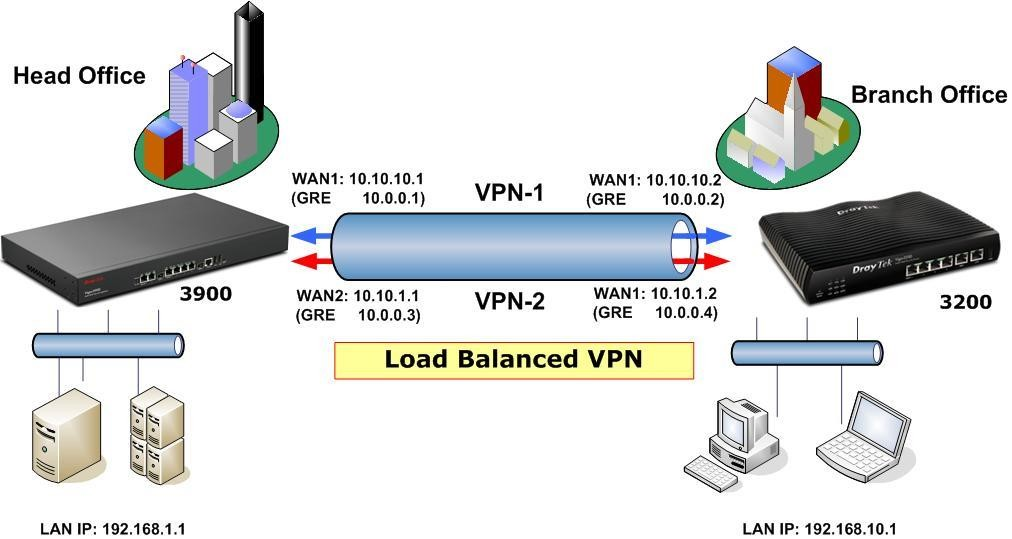 Head Office
Branch Office
WAN1: 10.10.10.1
(GRE 10.0.0.1)
VPN-1
WAN1: 10.10.10.2
(GRE 10.0.0.2)
DrayTek
DrayTek
3900
WAN2: 10.10.1.1
(GRE 10.0.0.3)
VPN-2
WAN1: 10.10.1.2
(GRE 10.0.0.4)
3200
Load Balanced VPN
LAN IP: 192.168.1.1
LAN IP: 192.168.10.1